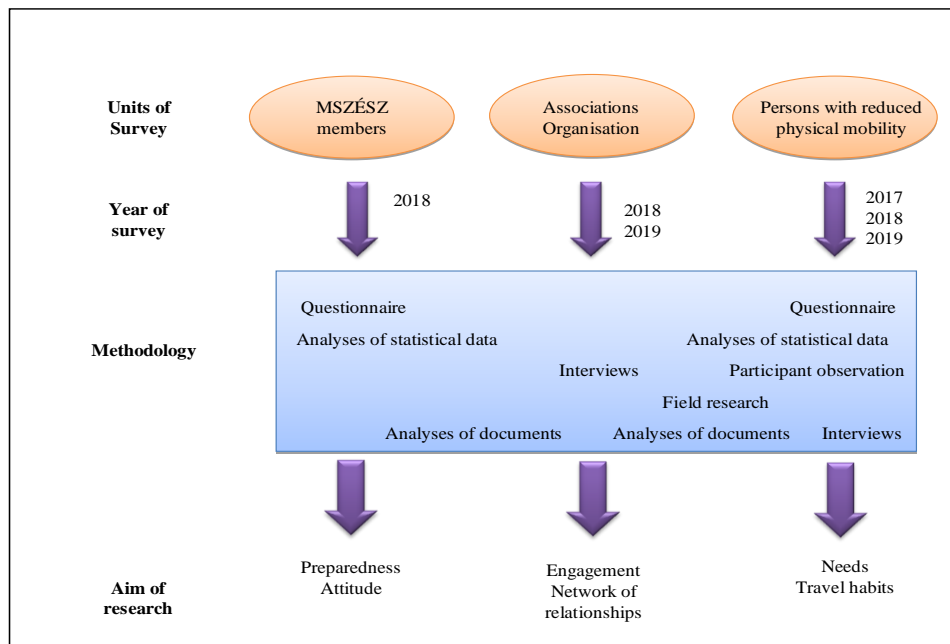 Units of
Survey
MSZÉSZ
members
Associations
Organisation
Persons with reduced
physical mobility
Year of
survey
2018
2018
2019
2017
2018
2019
Methodology
Questionnaire
Questionnaire
Analyses of statistical data
Analyses of statistical data
Interviews
Participant observation
Field research
Analyses of documents
Analyses of documents
Interviews
Aim of
research
Preparedness
Attitude
Engagement
Network of
relationships
Needs
Travel habits